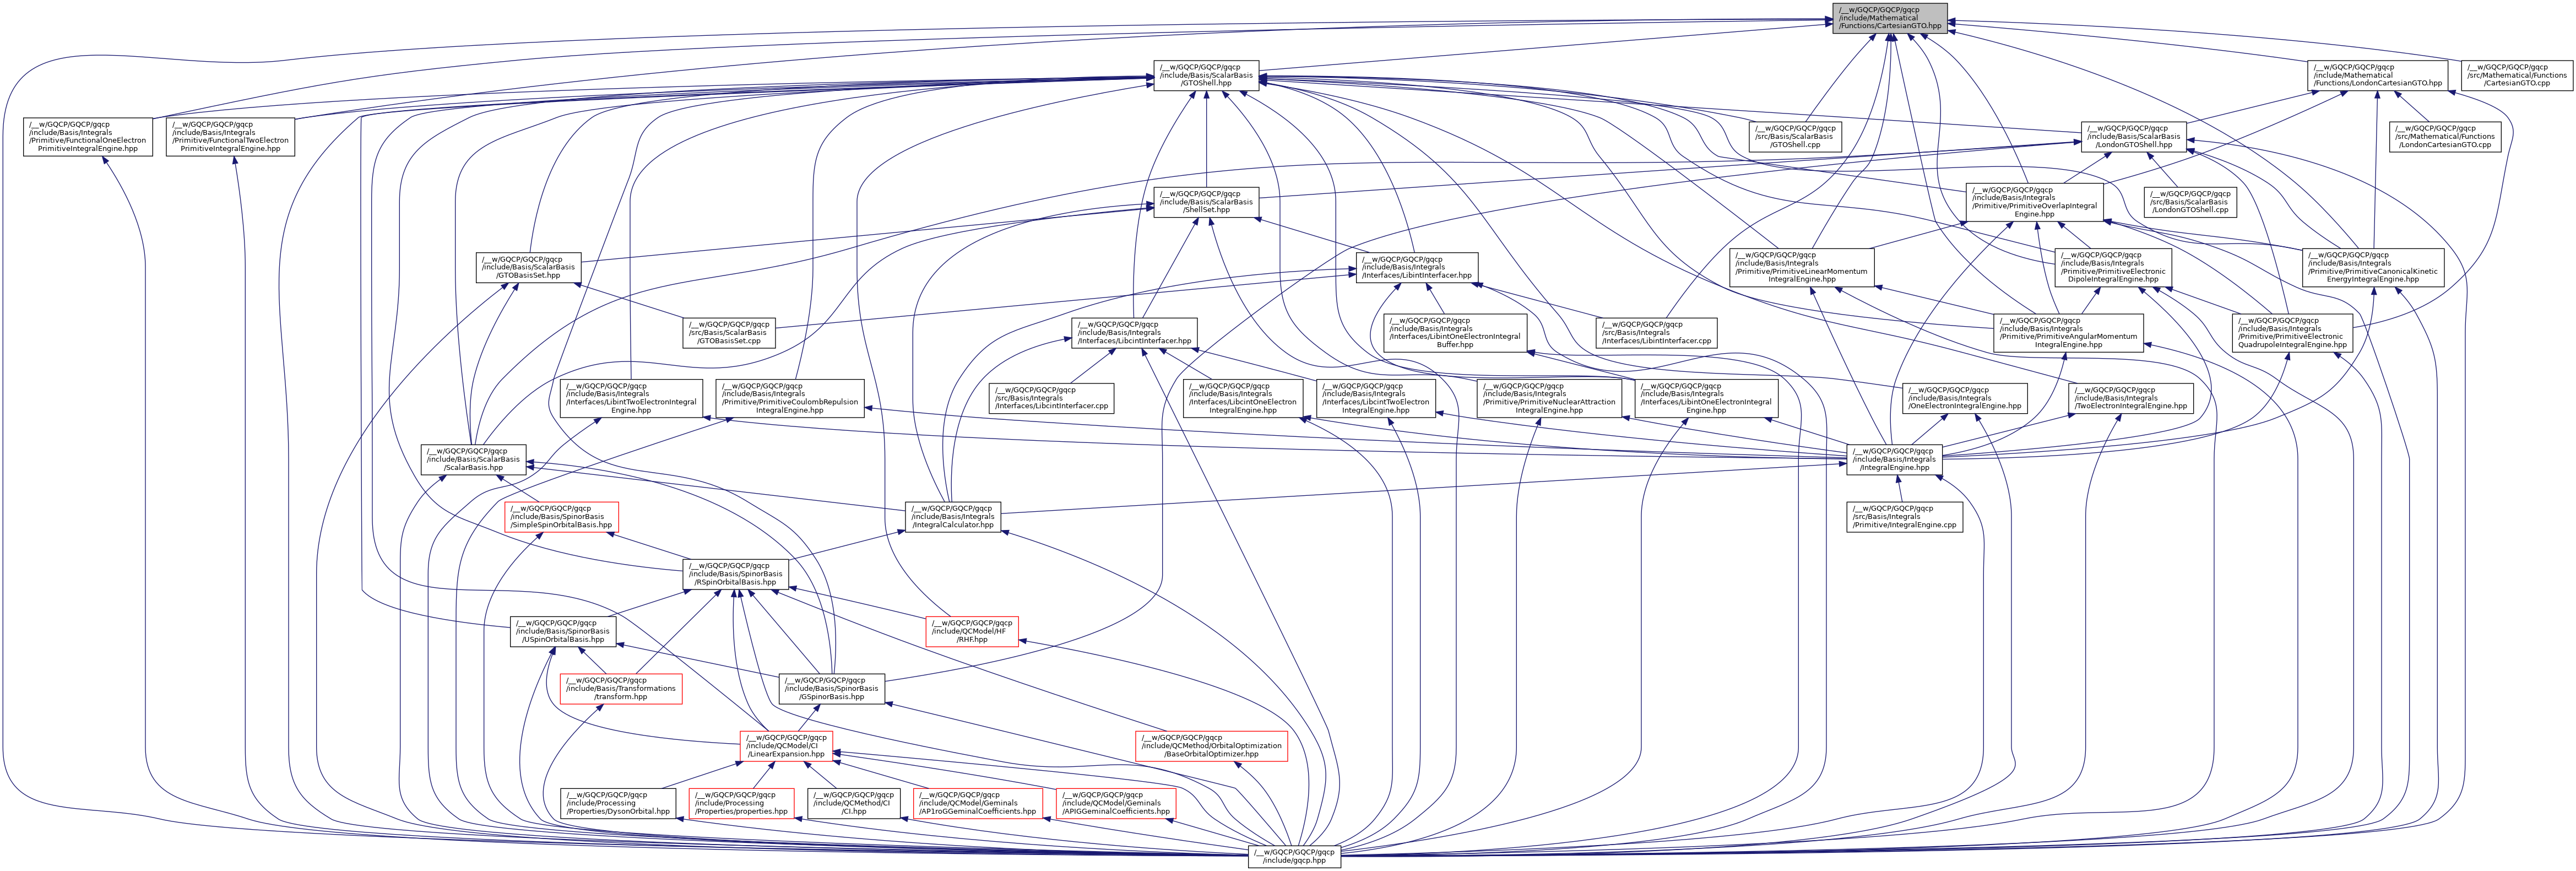 /__w/GQCP/GQCP/gqcp
include/Mathematical
/Functions/CartesianGTO.hpp
/__w/GQCP/GQCP/gqcp
include/Basis/ScalarBasis
/GTOShell.hpp
/__w/GQCP/GQCP/gqcp
include/Mathematical
/Functions/LondonCartesianGTO.hpp
/__w/GQCP/GQCP/gqcp
src/Mathematical/Functions
/CartesianGTO.cpp
/__w/GQCP/GQCP/gqcp
/include/Basis/Integrals
/Primitive/FunctionalOneElectron
PrimitiveIntegralEngine.hpp
/__w/GQCP/GQCP/gqcp
/include/Basis/Integrals
/Primitive/FunctionalTwoElectron
PrimitiveIntegralEngine.hpp
/__w/GQCP/GQCP/gqcp
/src/Basis/ScalarBasis
/GTOShell.cpp
/__w/GQCP/GQCP/gqcp
/include/Basis/ScalarBasis
/LondonGTOShell.hpp
/__w/GQCP/GQCP/gqcp
/src/Mathematical/Functions
/LondonCartesianGTO.cpp
/__w/GQCP/GQCP/gqcp
/include/Basis/ScalarBasis
/ShellSet.hpp
/__w/GQCP/GQCP/gqcp
/include/Basis/Integrals
/Primitive/PrimitiveOverlapIntegral
Engine.hpp
/__w/GQCP/GQCP/gqcp
/src/Basis/ScalarBasis
/LondonGTOShell.cpp
/__w/GQCP/GQCP/gqcp
/include/Basis/ScalarBasis
/GTOBasisSet.hpp
/__w/GQCP/GQCP/gqcp
/include/Basis/Integrals
/Interfaces/LibintInterfacer.hpp
/__w/GQCP/GQCP/gqcp
/include/Basis/Integrals
/Primitive/PrimitiveLinearMomentum
IntegralEngine.hpp
/__w/GQCP/GQCP/gqcp
/include/Basis/Integrals
/Primitive/PrimitiveElectronic
DipoleIntegralEngine.hpp
/__w/GQCP/GQCP/gqcp
/include/Basis/Integrals
/Primitive/PrimitiveCanonicalKinetic
EnergyIntegralEngine.hpp
/__w/GQCP/GQCP/gqcp
/src/Basis/ScalarBasis
/GTOBasisSet.cpp
/__w/GQCP/GQCP/gqcp
/include/Basis/Integrals
/Interfaces/LibcintInterfacer.hpp
/__w/GQCP/GQCP/gqcp
/include/Basis/Integrals
/Interfaces/LibintOneElectronIntegral
Buffer.hpp
/__w/GQCP/GQCP/gqcp
/src/Basis/Integrals
/Interfaces/LibintInterfacer.cpp
/__w/GQCP/GQCP/gqcp
/include/Basis/Integrals
/Primitive/PrimitiveAngularMomentum
IntegralEngine.hpp
/__w/GQCP/GQCP/gqcp
/include/Basis/Integrals
/Primitive/PrimitiveElectronic
QuadrupoleIntegralEngine.hpp
/__w/GQCP/GQCP/gqcp
/include/Basis/Integrals
/Interfaces/LibintTwoElectronIntegral
Engine.hpp
/__w/GQCP/GQCP/gqcp
/include/Basis/Integrals
/Primitive/PrimitiveCoulombRepulsion
IntegralEngine.hpp
/__w/GQCP/GQCP/gqcp
/src/Basis/Integrals
/Interfaces/LibcintInterfacer.cpp
/__w/GQCP/GQCP/gqcp
/include/Basis/Integrals
/Interfaces/LibcintOneElectron
IntegralEngine.hpp
/__w/GQCP/GQCP/gqcp
/include/Basis/Integrals
/Interfaces/LibcintTwoElectron
IntegralEngine.hpp
/__w/GQCP/GQCP/gqcp
/include/Basis/Integrals
/Primitive/PrimitiveNuclearAttraction
IntegralEngine.hpp
/__w/GQCP/GQCP/gqcp
/include/Basis/Integrals
/Interfaces/LibintOneElectronIntegral
Engine.hpp
/__w/GQCP/GQCP/gqcp
/include/Basis/Integrals
/OneElectronIntegralEngine.hpp
/__w/GQCP/GQCP/gqcp
/include/Basis/Integrals
/TwoElectronIntegralEngine.hpp
/__w/GQCP/GQCP/gqcp
/include/Basis/ScalarBasis
/ScalarBasis.hpp
/__w/GQCP/GQCP/gqcp
/include/Basis/Integrals
/IntegralEngine.hpp
/__w/GQCP/GQCP/gqcp
/include/Basis/SpinorBasis
/SimpleSpinOrbitalBasis.hpp
/__w/GQCP/GQCP/gqcp
/include/Basis/Integrals
/IntegralCalculator.hpp
/__w/GQCP/GQCP/gqcp
/src/Basis/Integrals
/Primitive/IntegralEngine.cpp
/__w/GQCP/GQCP/gqcp
/include/Basis/SpinorBasis
/RSpinOrbitalBasis.hpp
/__w/GQCP/GQCP/gqcp
/include/Basis/SpinorBasis
/USpinOrbitalBasis.hpp
/__w/GQCP/GQCP/gqcp
/include/QCModel/HF
/RHF.hpp
/__w/GQCP/GQCP/gqcp
/include/Basis/Transformations
/transform.hpp
/__w/GQCP/GQCP/gqcp
/include/Basis/SpinorBasis
/GSpinorBasis.hpp
/__w/GQCP/GQCP/gqcp
/include/QCModel/CI
/LinearExpansion.hpp
/__w/GQCP/GQCP/gqcp
/include/QCMethod/OrbitalOptimization
/BaseOrbitalOptimizer.hpp
/__w/GQCP/GQCP/gqcp
/include/Processing
/Properties/DysonOrbital.hpp
/__w/GQCP/GQCP/gqcp
/include/Processing
/Properties/properties.hpp
/__w/GQCP/GQCP/gqcp
/include/QCMethod/CI
/CI.hpp
/__w/GQCP/GQCP/gqcp
/include/QCModel/Geminals
/AP1roGGeminalCoefficients.hpp
/__w/GQCP/GQCP/gqcp
/include/QCModel/Geminals
/APIGGeminalCoefficients.hpp
/__w/GQCP/GQCP/gqcp
/include/gqcp.hpp